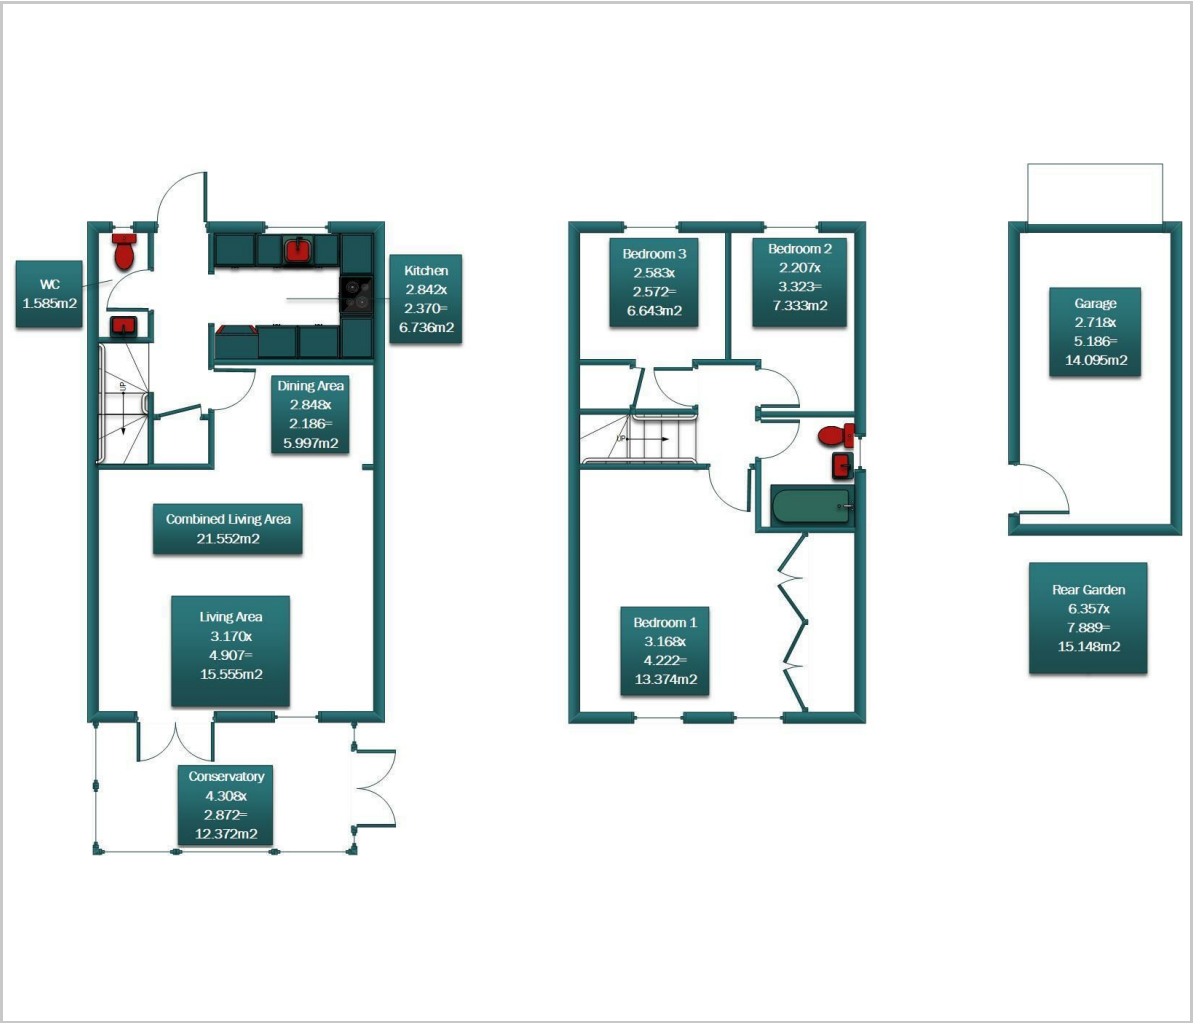 WC
1.585m2
Kitchen
2.842x
2.370=
6.736m2
UP
Dining Area
2.848x
2.186=
5.997m2
Combined Living Area
21.552m2
Living Area
3.170x
4.907=
15.555m2
Conservatory
4.308x
2.872=
12.372m2
Bedroom 3
2.583x
2.572=
6.643m2
Bedroom 2
2.207x
3.323=
7.333m2
UP
Bedroom 1
3.168x
4.222=
13.374m2
Garage
2.718x
5.186=
14.095m2
Rear Garden
6.357x
7.889=
15.148m2